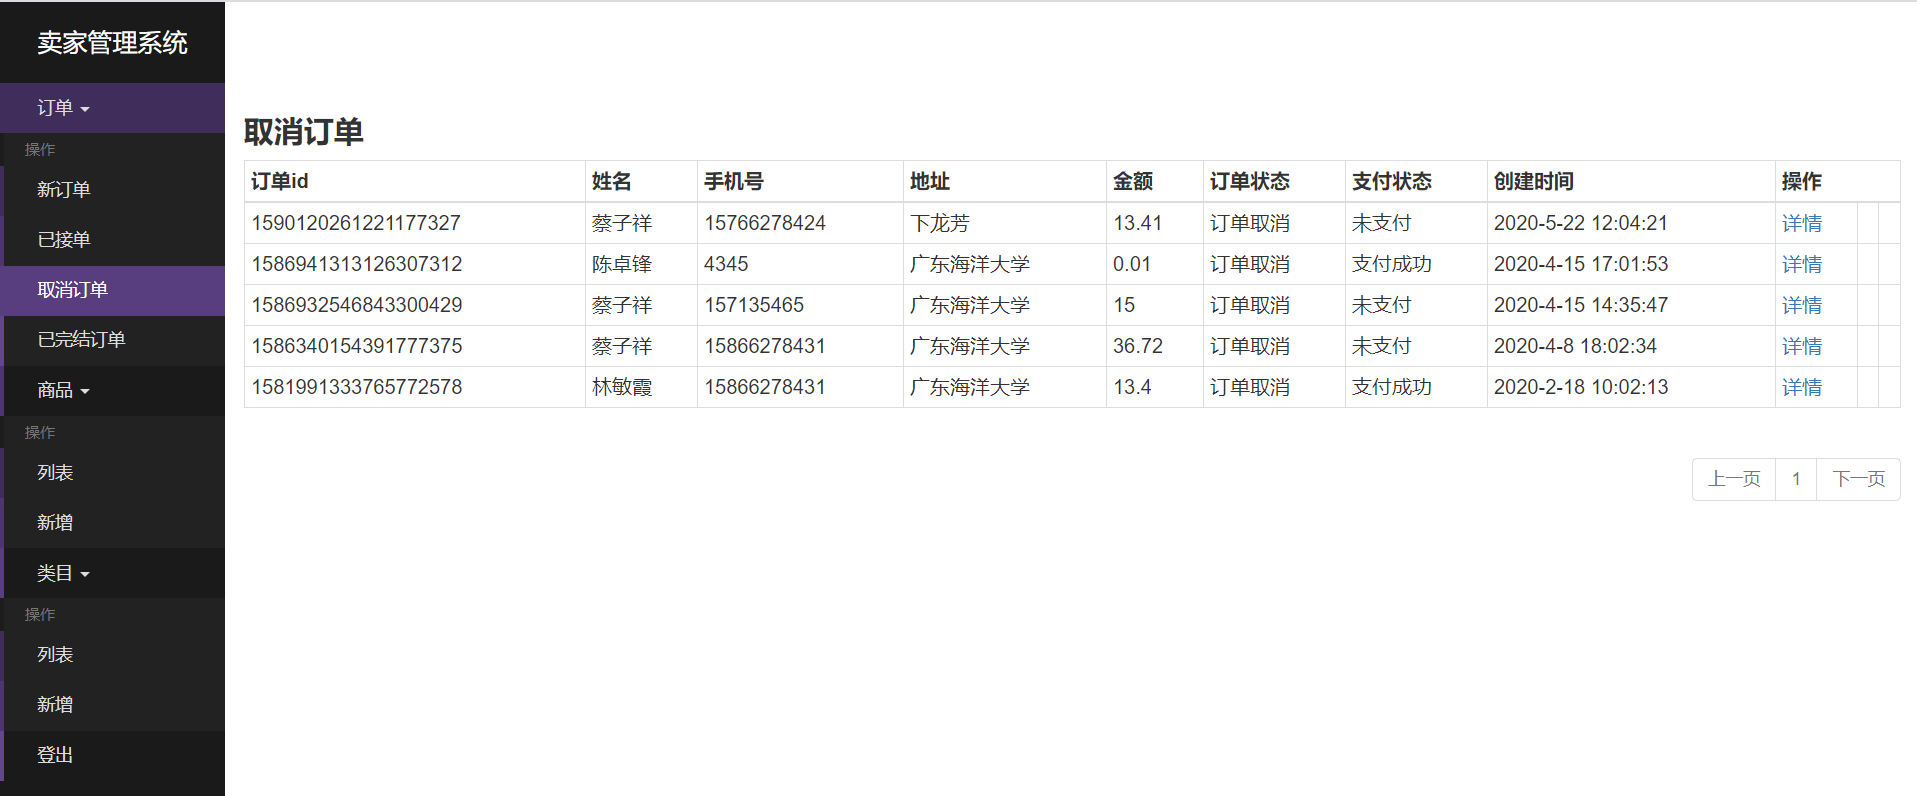 卖家管理系统
订单
操作
新订单
已接单
取消订单
已完结订单
商品
操作
列表
新增
类目
操作
列表
新增
登出
取消订单
订单id 姓名 手机号 地址 金额 订单状态 支付状态 创建时间 操作
1590120261221177327 蔡子祥 15766278424 下龙芳 13.41 订单取消 未支付 2020-5-22 12:04:21 详情
1586941313126307312 陈卓锋 4345 广东海洋大学 0.01 订单取消 支付成功 2020-4-15 17:01:53 详情
1586932546843300429 蔡子祥 157135465 广东海洋大学 15 订单取消 未支付 2020-4-15 14:35:47 详情
1586340154391777375 蔡子祥 15866278431 广东海洋大学 36.72 订单取消 未支付 2020-4-8 18:02:34 详情
1581991333765772578 林敏霞 15866278431 广东海洋大学 13.4 订单取消 支付成功 2020-2-18 10:02:13 详情
上一页 1 下一页